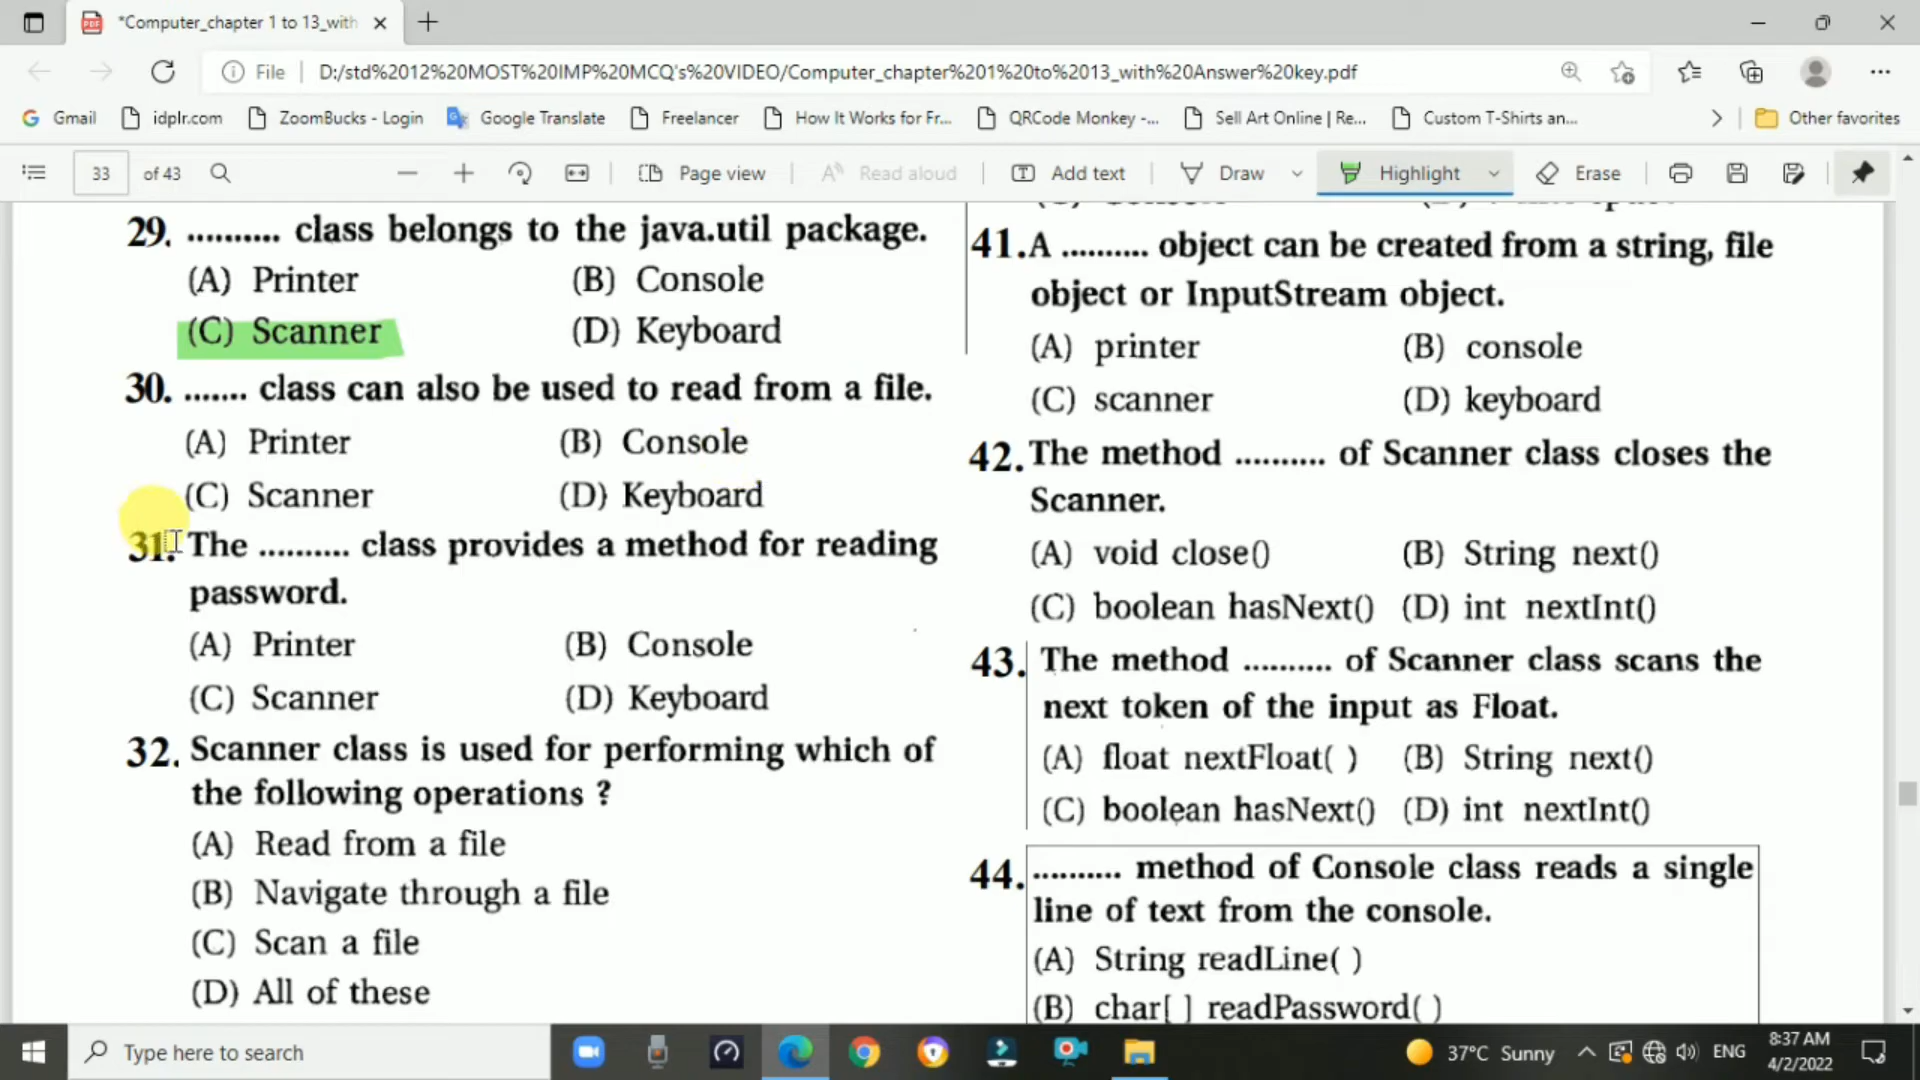 *Computer_chapter 1 to 13_with
File
D:/std%2012%20MOST%20IMP%20MCQ's%20VIDEO/Computer_chapter%201%20to%2013_with%20Answer%20key.pdf
Gmail idplr.com ZoomBucks - Login Google Translate Freelancer How It Works for Fr... QRCode Monkey -... Sell Art Online | Re... Custom T-Shirts an... Other favorites
33 of 43 Page view Read aloud Add text Draw Highlight Erase
29. .......... class belongs to the java.util package.
(A) Printer (B) Console
(C) Scanner (D) Keyboard
30. ....... class can also be used to read from a file.
(A) Printer (B) Console
(C) Scanner (D) Keyboard
31. The .......... class provides a method for reading
password.
(A) Printer (B) Console
(C) Scanner (D) Keyboard
32. Scanner class is used for performing which of
the following operations ?
(A) Read from a file
(B) Navigate through a file
(C) Scan a file
(D) All of these
41. A .......... object can be created from a string, file
object or InputStream object.
(A) printer (B) console
(C) scanner (D) keyboard
42. The method .......... of Scanner class closes the
Scanner.
(A) void close() (B) String next()
(C) boolean hasNext() (D) int nextInt()
43. The method .......... of Scanner class scans the
next token of the input as Float.
(A) float nextFloat( ) (B) String next()
(C) boolean hasNext() (D) int nextInt()
44. .......... method of Console class reads a single
line of text from the console.
(A) String readLine( )
(B) char[ ] readPassword( )
Type here to search
37°C Sunny
ENG
8:37 AM
4/2/2022